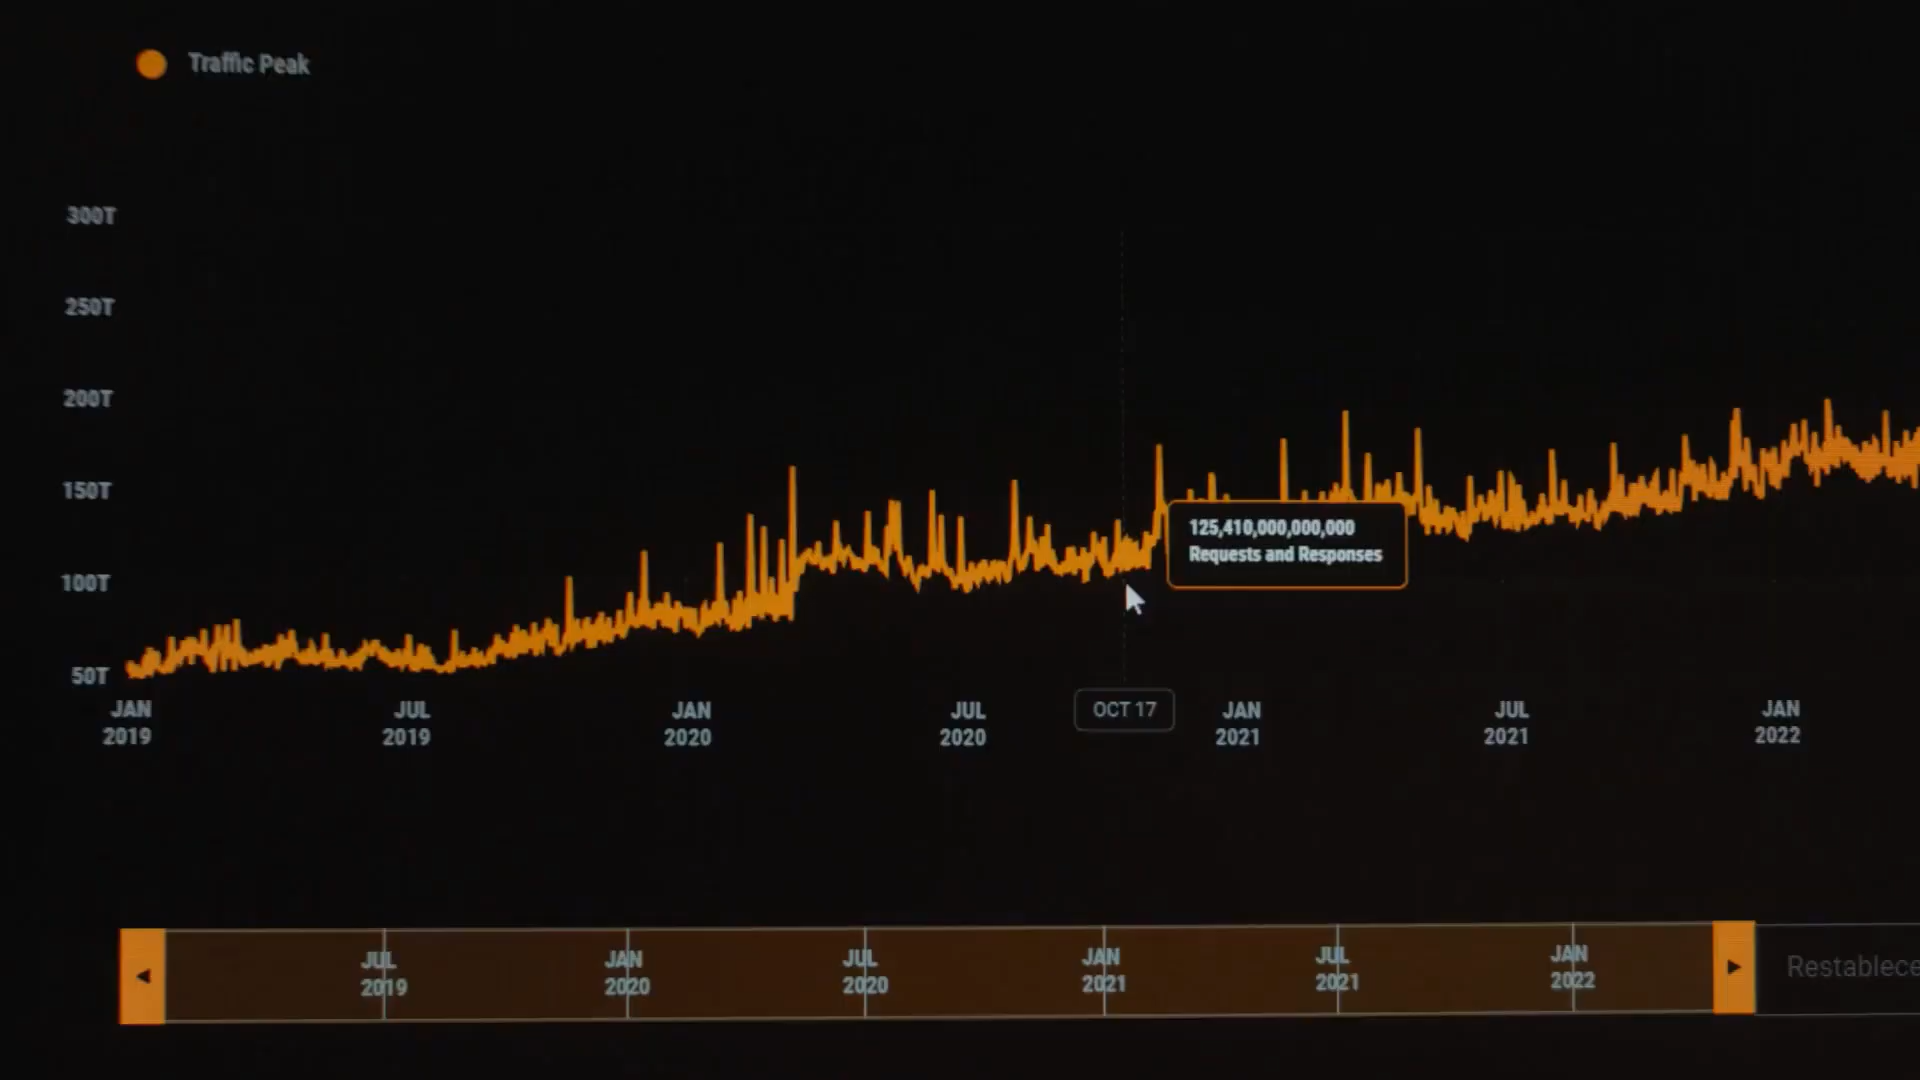 Traffic Peak
300T
250T
200T
150T
100T
50T
125,410,000,000,000
Requests and Responses
JAN
2019
JUL
2019
JAN
2020
JUL
2020
OCT 17
JAN
2021
JUL
2021
JAN
2022
JUL
2019
JAN
2020
JUL
2020
JAN
2021
JUL
2021
JAN
2022
Restablece